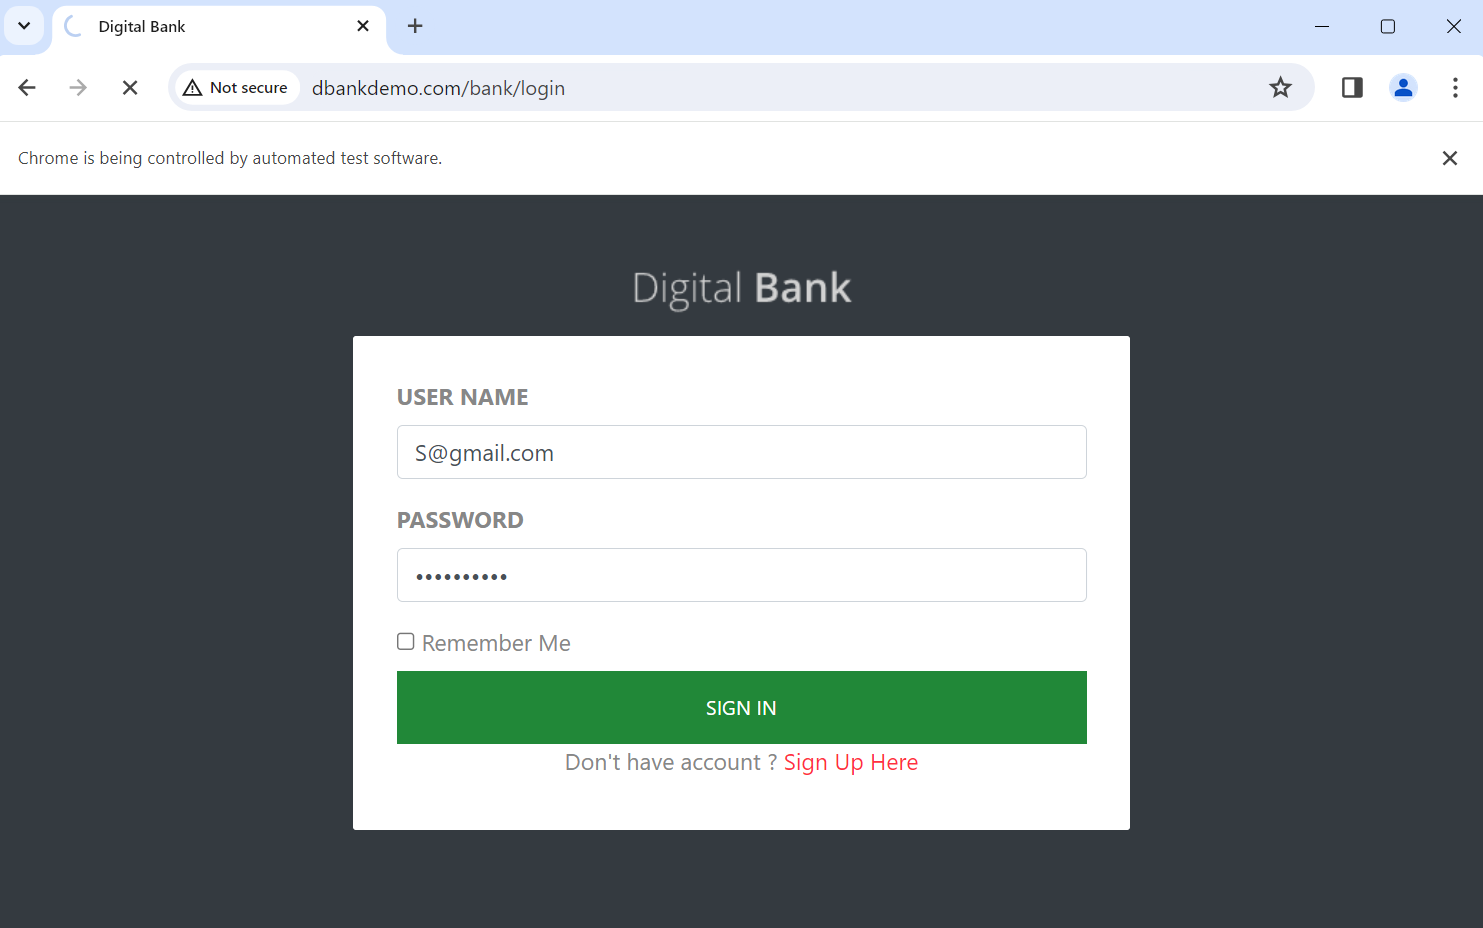 Digital Bank
Not secure
dbankdemo.com/bank/login
Chrome is being controlled by automated test software.
Digital Bank
USER NAME
S@gmail.com
PASSWORD
••••••••••
Remember Me
SIGN IN
Don't have account ? Sign Up Here